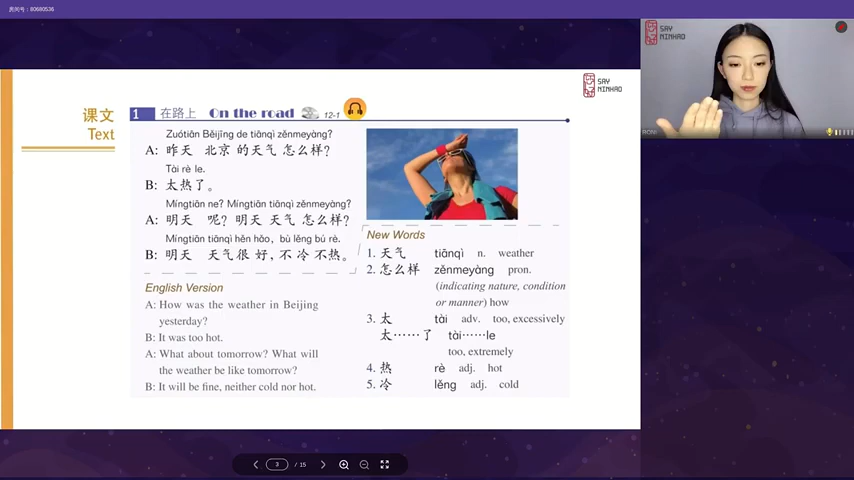 房间号：80680536
SAY
NINHAO
SAY
NINHAO
课文
Text
1 在路上 On the road 12-1
Zuótiān Běijīng de tiānqì zěnmeyàng?
A: 昨天 北京 的天气 怎么样?
Tài rè le.
B: 太热了。
Míngtiān ne? Míngtiān tiānqì zěnmeyàng?
A: 明天 呢? 明天 天气 怎么样?
Míngtiān tiānqì hěn hǎo, bù lěng bú rè.
B: 明天 天气很 好, 不 冷 不热。
English Version
A: How was the weather in Beijing
yesterday?
B: It was too hot.
A: What about tomorrow? What will
the weather be like tomorrow?
B: It will be fine, neither cold nor hot.
New Words
1. 天气 tiānqì n. weather
2. 怎么样 zěnmeyàng pron.
(indicating nature, condition
or manner) how
3. 太 tài adv. too, excessively
太……了 tài……le
too, extremely
4. 热 rè adj. hot
5. 冷 lěng adj. cold
3 / 15